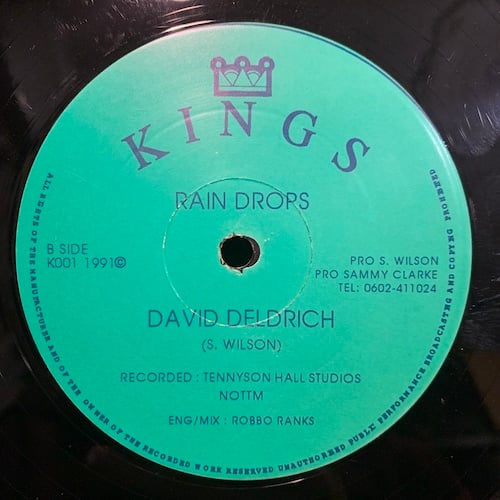 KINGS
RAIN DROPS
B SIDE
K001 1991©
PRO S. WILSON
PRO SAMMY CLARKE
TEL: 0602-411024
DAVID DELDRICH
(S. WILSON)
RECORDED : TENNYSON HALL STUDIOS
NOTTM
ENG/MIX : ROBBO RANKS
OF THE MANUFACTURER AND OF THE OWNER OF THE RECORDED WORK RESERVED UNAUTHORISED PUBLIC PERFORMANCE BROADCASTING AND COPYING